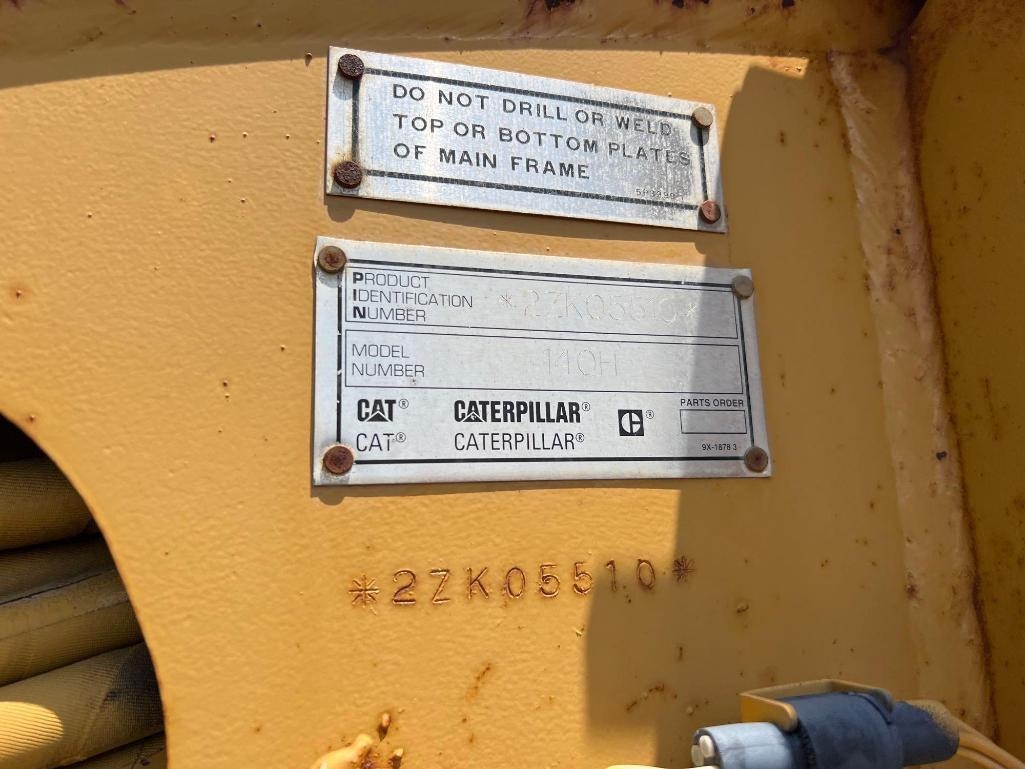 DO NOT DRILL OR WELD
TOP OR BOTTOM PLATES
OF MAIN FRAME
PRODUCT
IDENTIFICATION *2ZK05510*
NUMBER
MODEL
NUMBER 140H
CAT® CATERPILLAR® ®
CAT® CATERPILLAR®
PARTS ORDER
9X-1878 3
*2ZK05510*